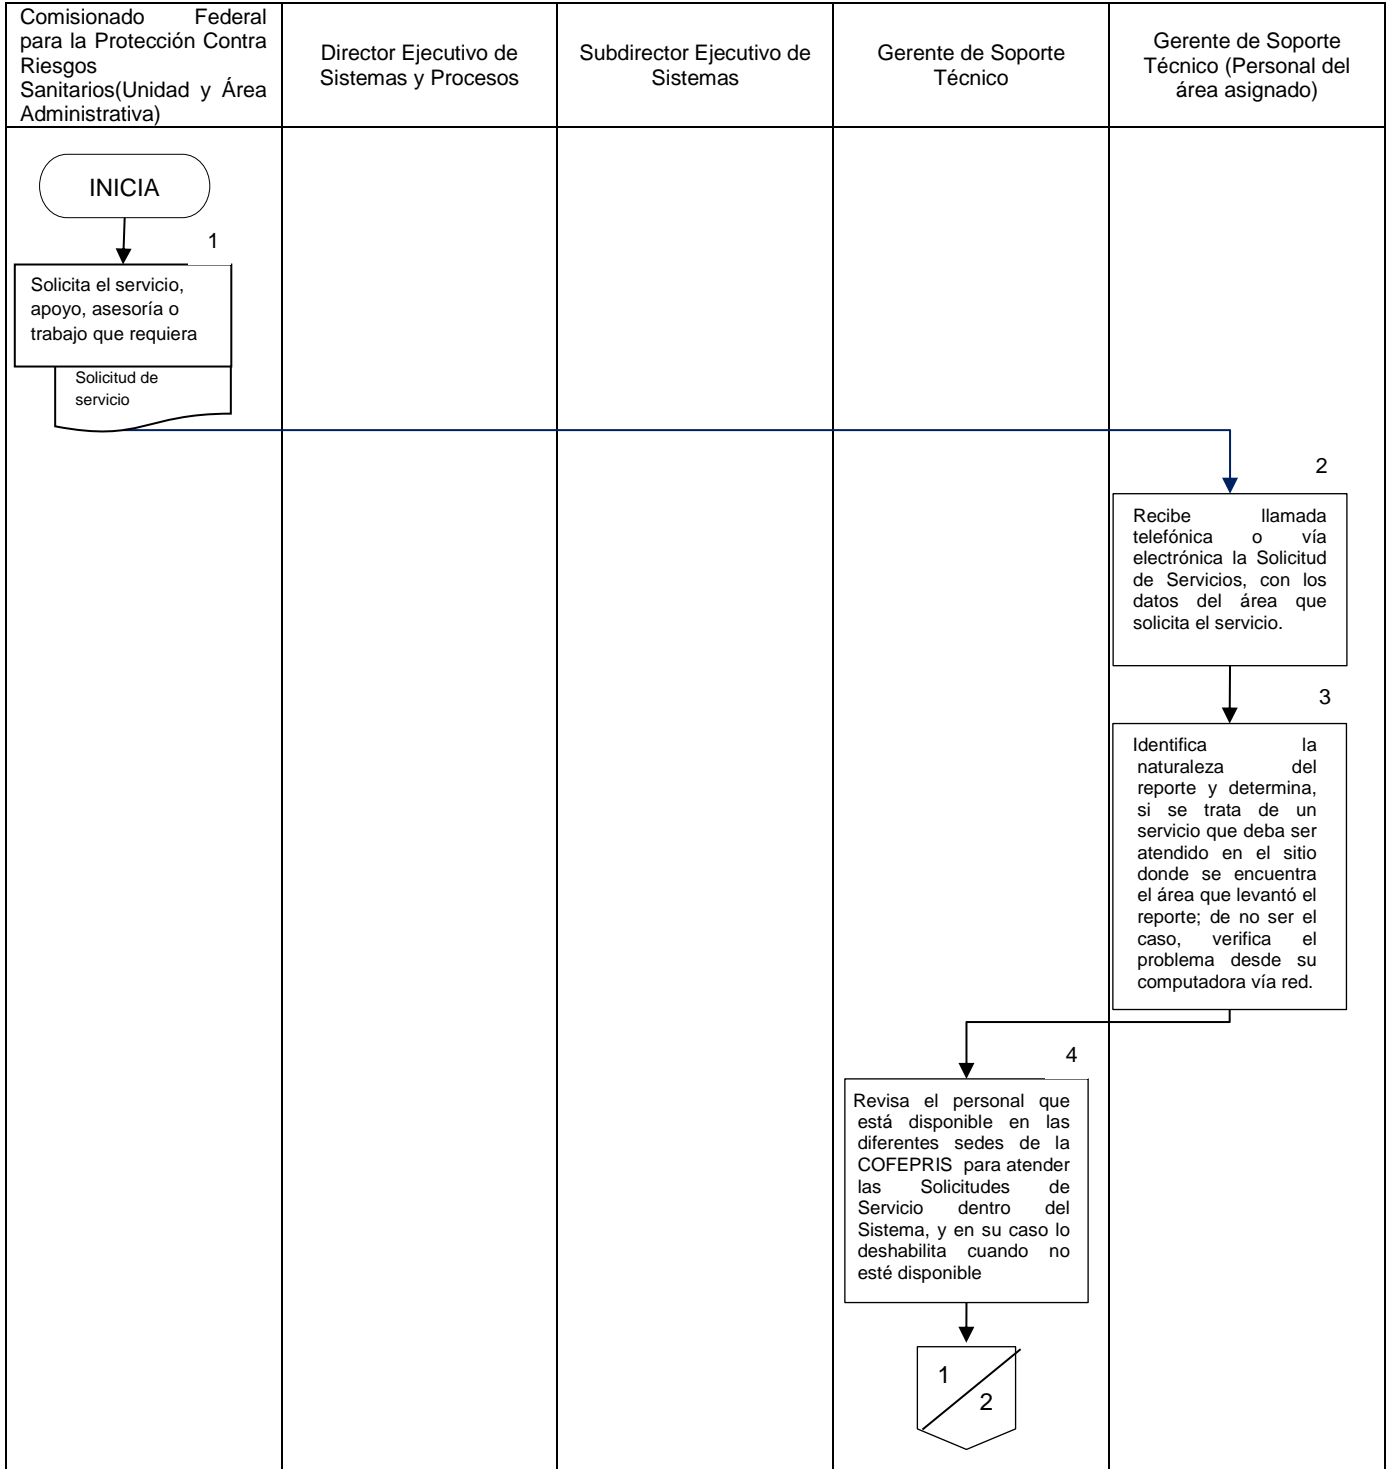 Comisionado Federal
para la Protección Contra
Riesgos
Sanitarios(Unidad y Área
Administrativa)
Director Ejecutivo de
Sistemas y Procesos
Subdirector Ejecutivo de
Sistemas
Gerente de Soporte
Técnico
Gerente de Soporte
Técnico (Personal del
área asignado)
INICIA
1
Solicita el servicio,
apoyo, asesoría o
trabajo que requiera
Solicitud de
servicio
2
Recibe llamada
telefónica o vía
electrónica la Solicitud
de Servicios, con los
datos del área que
solicita el servicio.
3
Identifica la
naturaleza del
reporte y determina,
si se trata de un
servicio que deba ser
atendido en el sitio
donde se encuentra
el área que levantó el
reporte; de no ser el
caso, verifica el
problema desde su
computadora vía red.
4
Revisa el personal que
está disponible en las
diferentes sedes de la
COFEPRIS para atender
las Solicitudes de
Servicio dentro del
Sistema, y en su caso lo
deshabilita cuando no
esté disponible
1
2